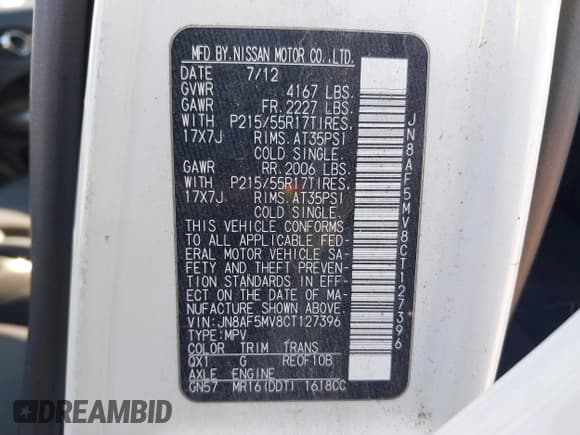 MFD BY NISSAN MOTOR CO.,LTD.
DATE 7/12
GVWR 4167 LBS.
GAWR FR. 2227 LBS
WITH P215/55R17TIRES.
17X7J RIMS.AT35PSI
COLD SINGLE.
GAWR RR. 2006 LBS.
WITH P215/55R17TIRES.
17X7J RIMS.AT35PSI
COLD SINGLE.
THIS VEHICLE CONFORMS
TO ALL APPLICABLE FED-
ERAL MOTOR VEHICLE SA-
FETY AND THEFT PREVEN-
TION STANDARDS IN EFF-
ECT ON THE DATE OF MA-
NUFACTURE SHOWN ABOVE.
VIN:JN8AF5MV8CT127396
TYPE:MPV
COLOR TRIM TRANS
QX1 G RE0F10B
AXLE ENGINE
GN57 MR16(DDT) 1618CC
JN8AF5MV8CT127396
DREAMBID